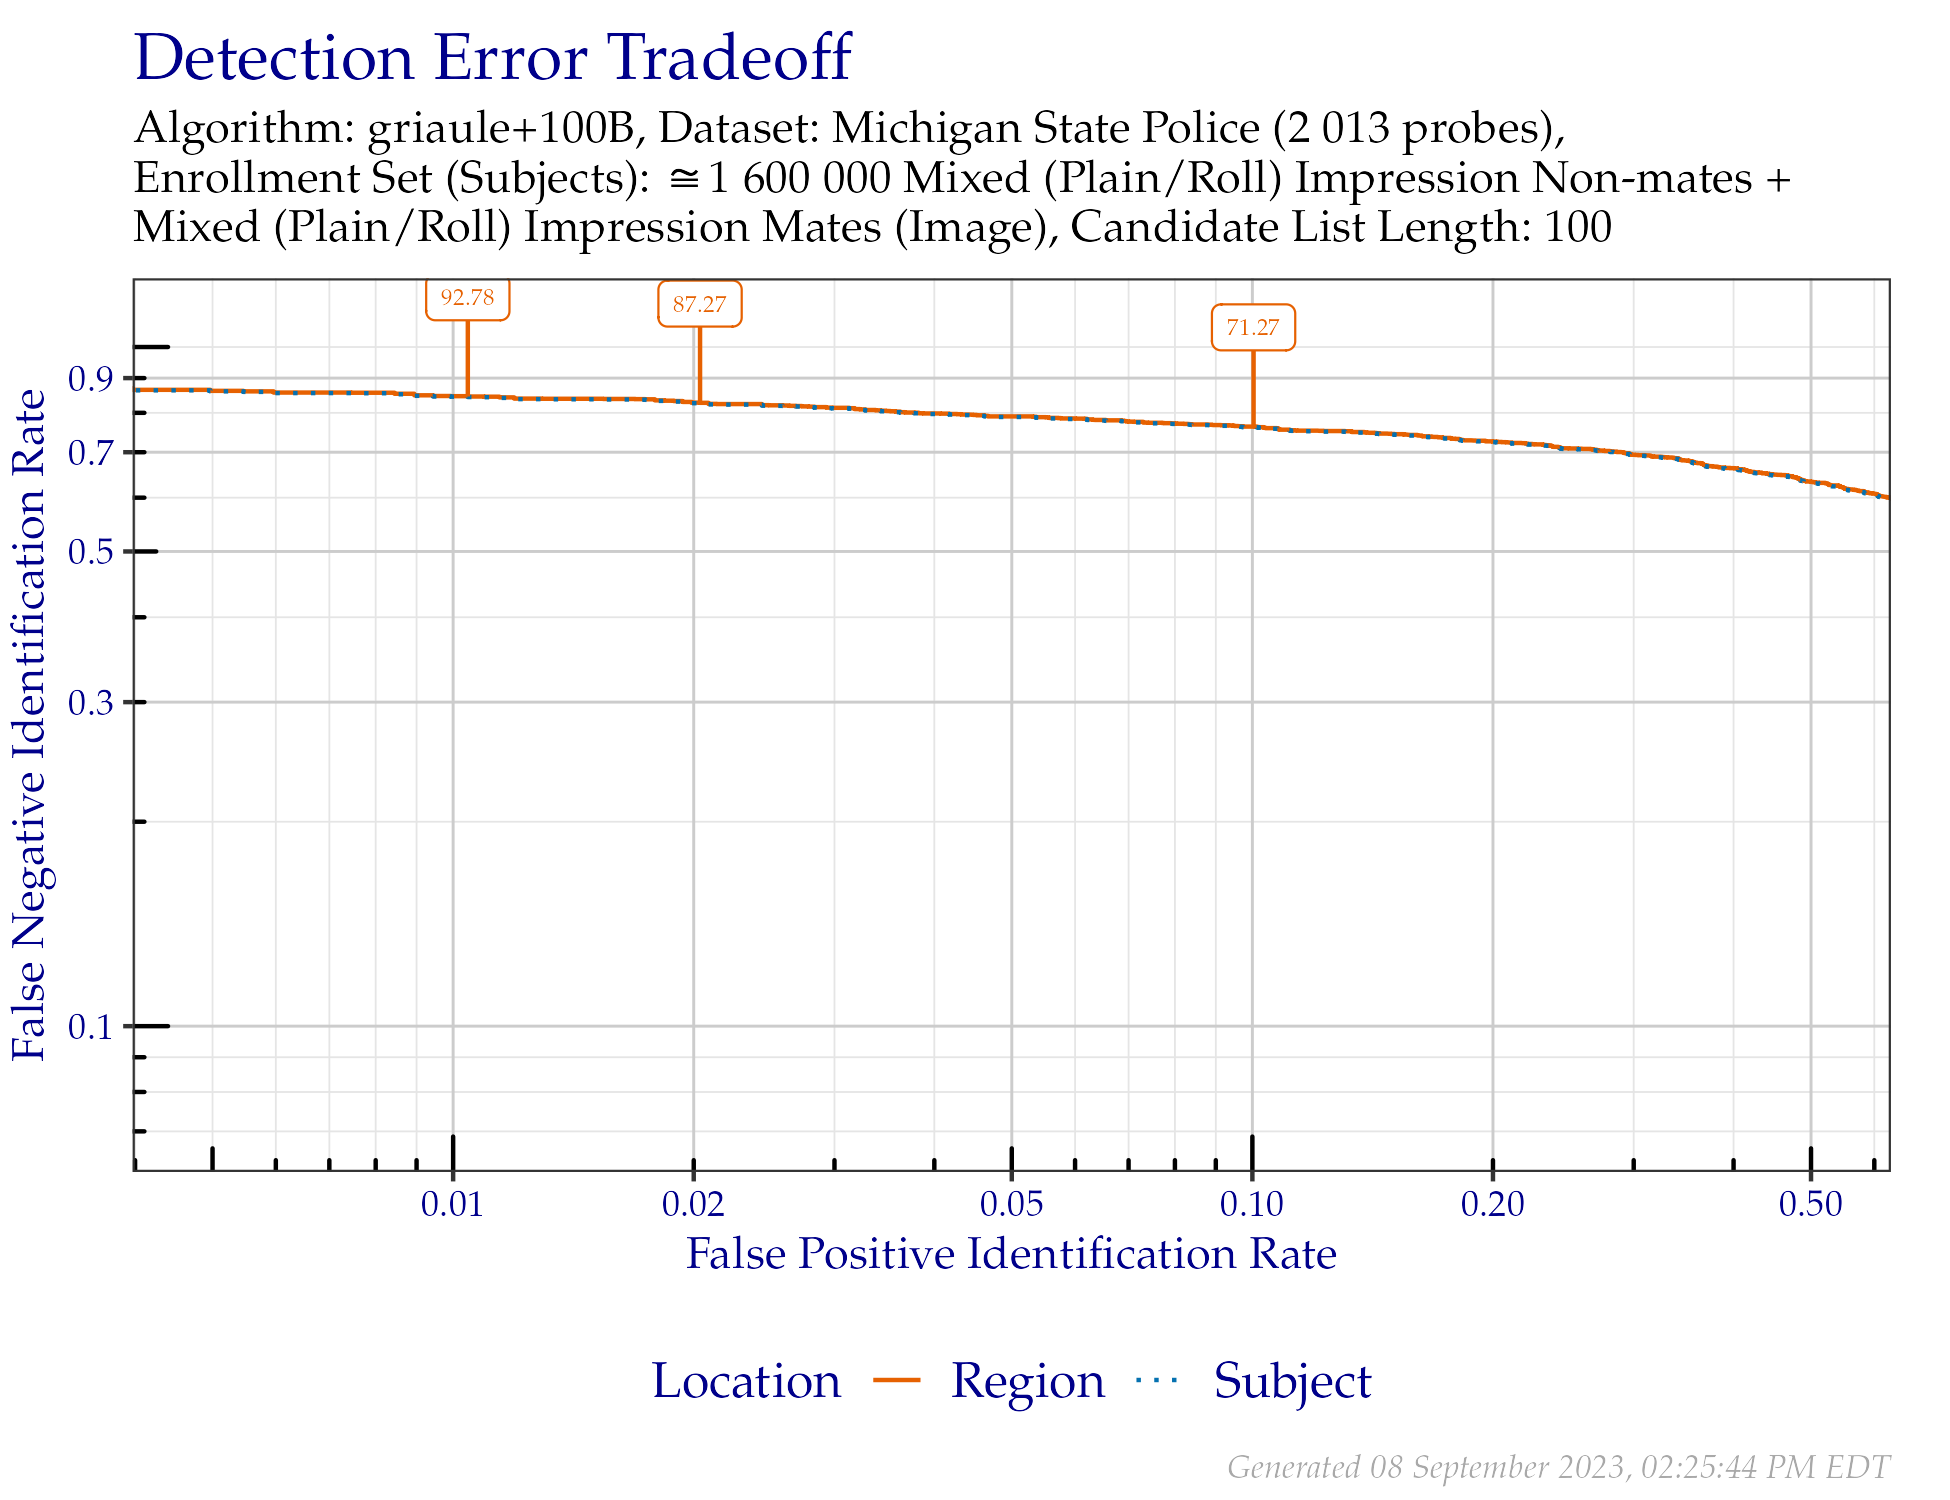 Detection Error Tradeoff
Algorithm: griaule+100B, Dataset: Michigan State Police (2 013 probes),
Enrollment Set (Subjects): ≅ 1 600 000 Mixed (Plain/Roll) Impression Non-mates +
Mixed (Plain/Roll) Impression Mates (Image), Candidate List Length: 100
92.78
87.27
71.27
0.9
0.7
0.5
0.3
0.1
False Negative Identification Rate
0.01 0.02 0.05 0.10 0.20 0.50
False Positive Identification Rate
Location Region Subject
Generated 08 September 2023, 02:25:44 PM EDT